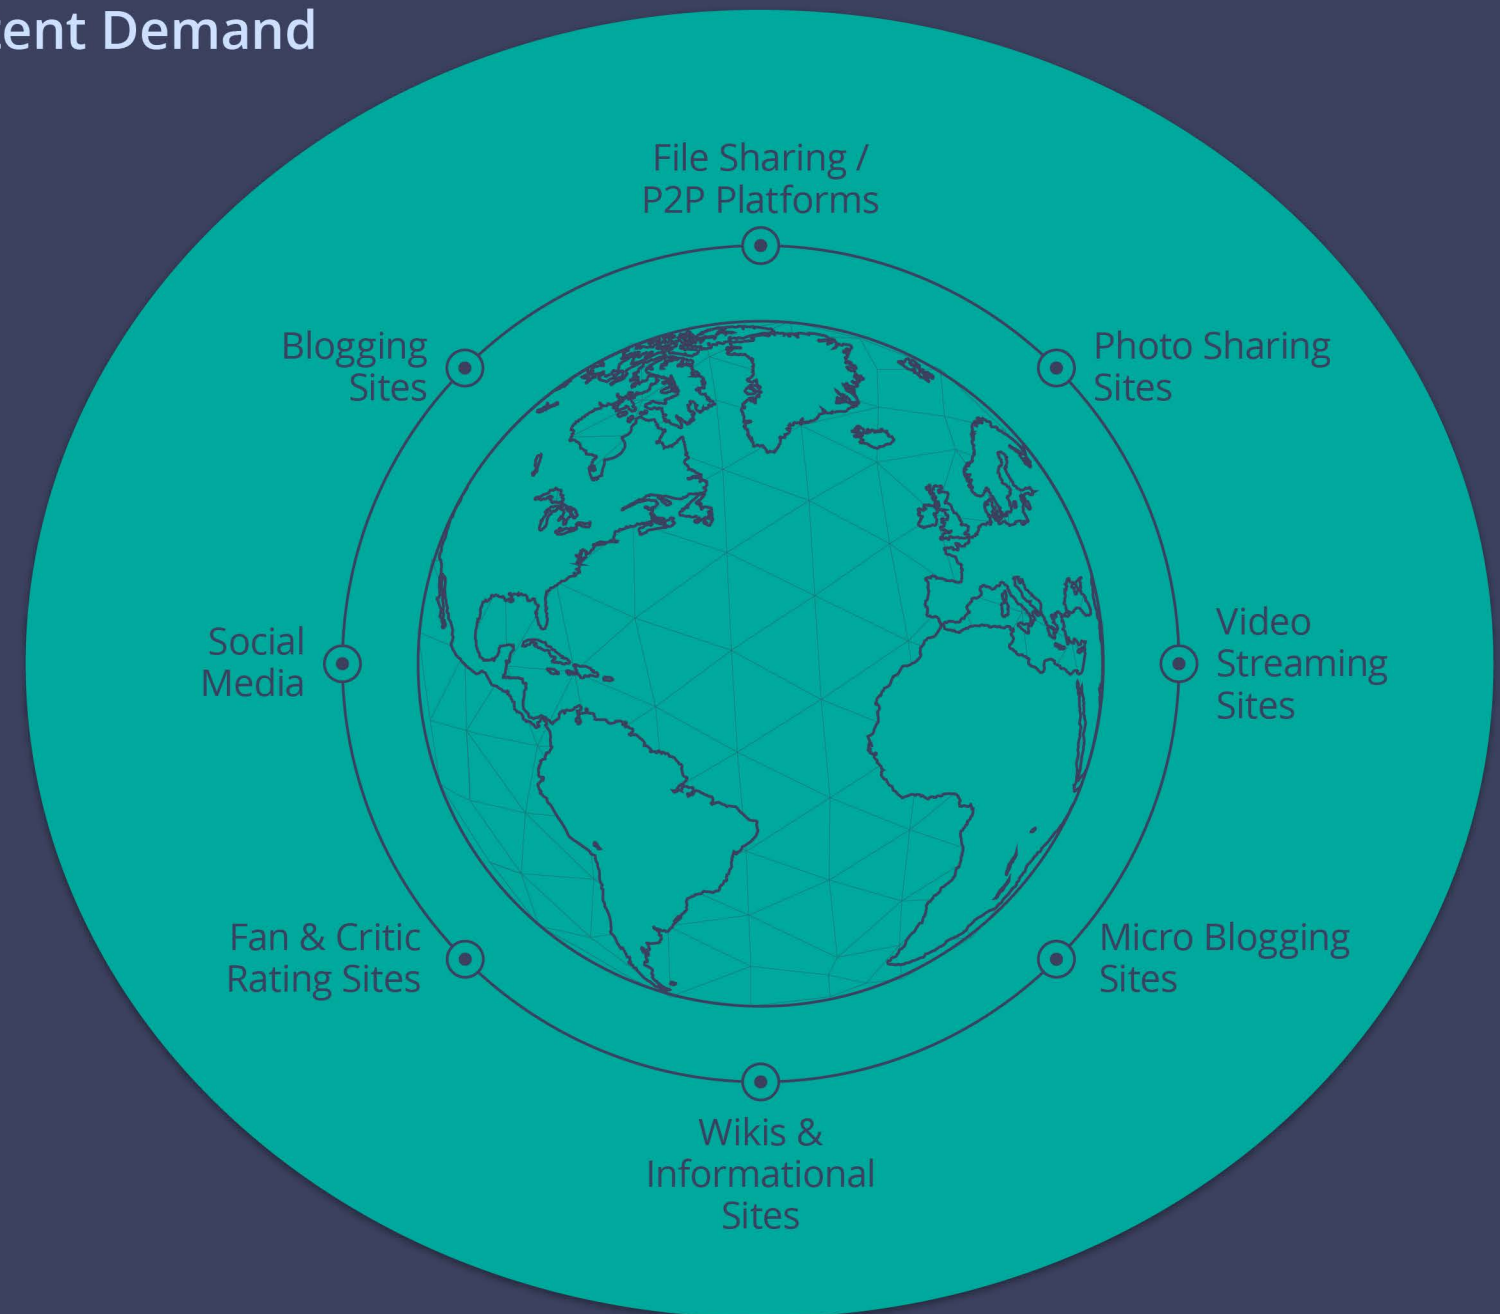 Demand
File Sharing /
P2P Platforms
Blogging
Sites
Photo Sharing
Sites
Social
Media
Video
Streaming
Sites
Fan & Critic
Rating Sites
Micro Blogging
Sites
Wikis &
Informational
Sites